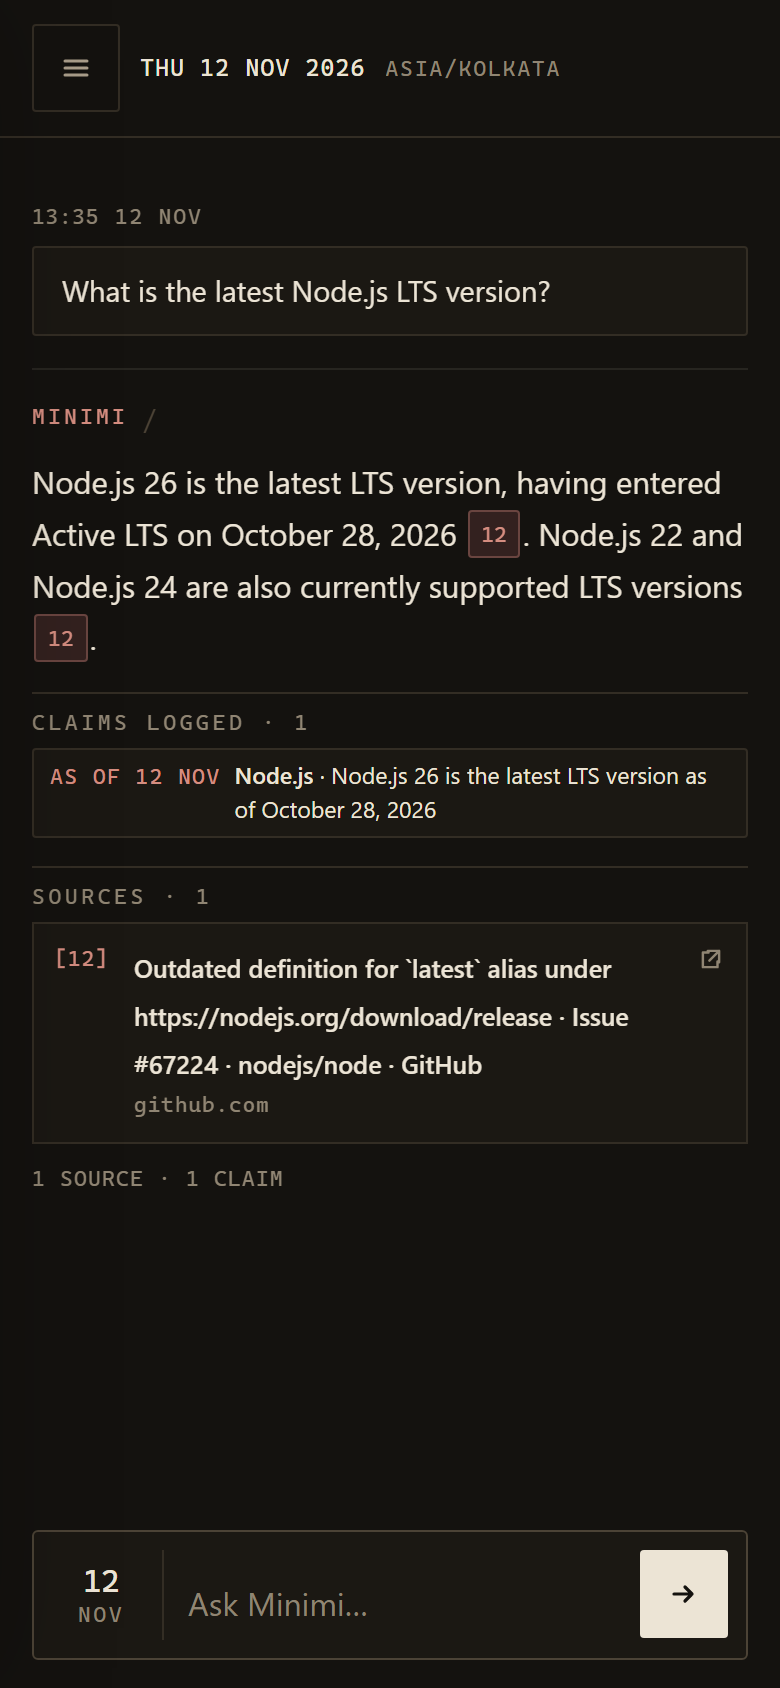 THU 12 NOV 2026 ASIA/KOLKATA
13:35 12 NOV
What is the latest Node.js LTS version?
MINIMI /
Node.js 26 is the latest LTS version, having entered
Active LTS on October 28, 2026 12 . Node.js 22 and
Node.js 24 are also currently supported LTS versions
12 .
CLAIMS LOGGED · 1
AS OF 12 NOV Node.js · Node.js 26 is the latest LTS version as
of October 28, 2026
SOURCES · 1
[12] Outdated definition for `latest` alias under
https://nodejs.org/download/release · Issue
#67224 · nodejs/node · GitHub
github.com
1 SOURCE · 1 CLAIM
12
NOV
Ask Minimi...